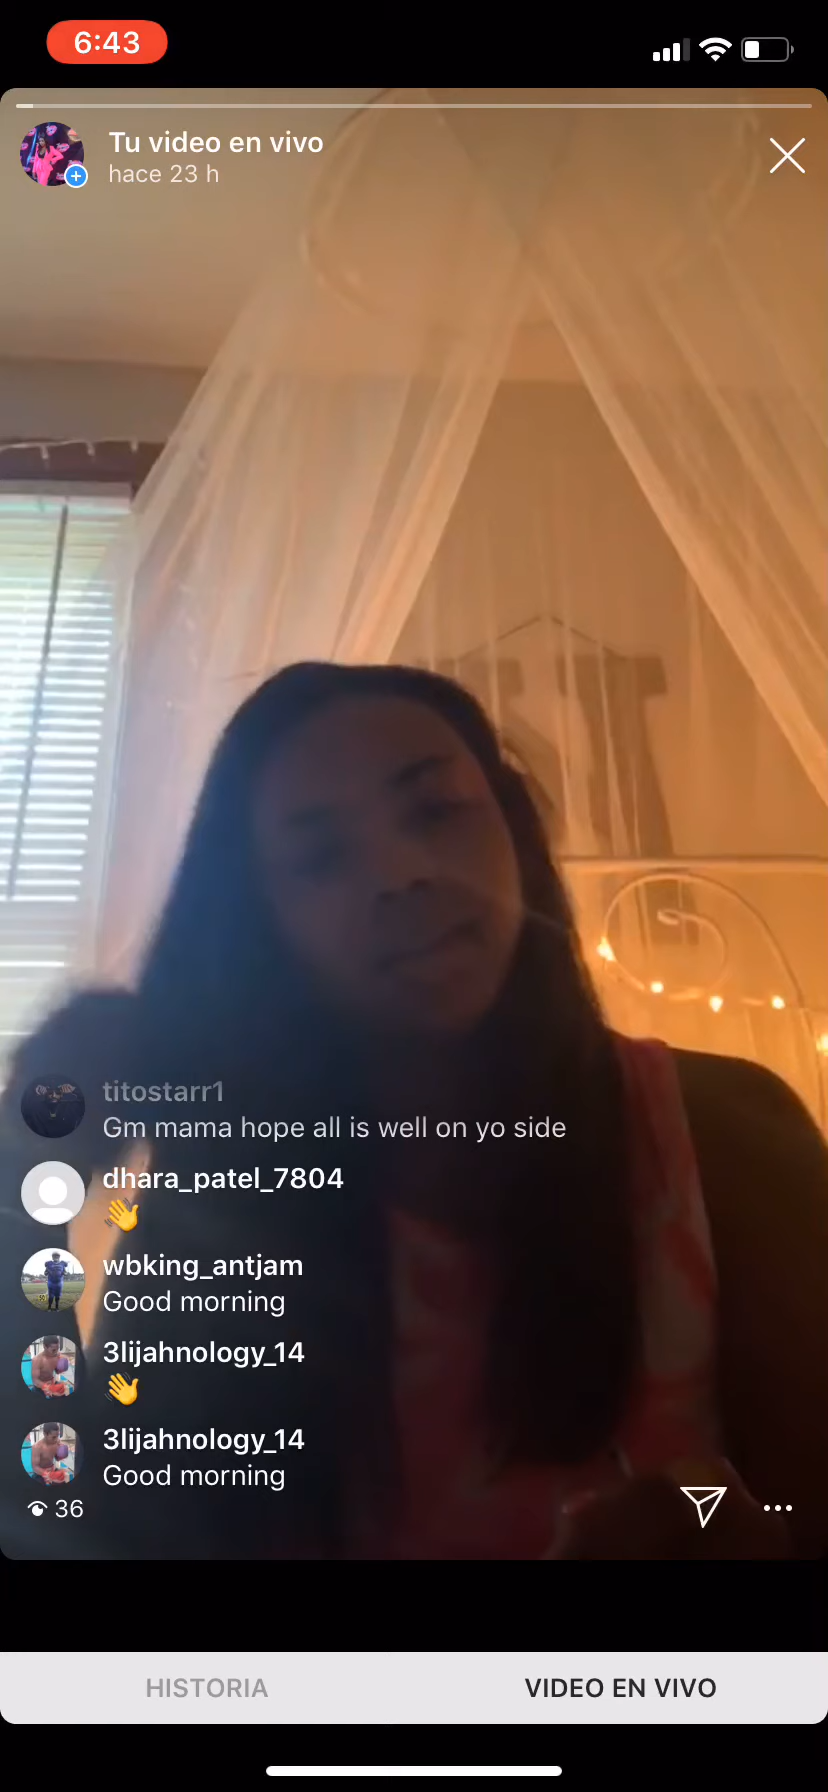 6:43
Tu video en vivo
hace 23 h
titostarr1
Gm mama hope all is well on yo side
dhara_patel_7804
👋
wbking_antjam
Good morning
3lijahnology_14
👋
3lijahnology_14
Good morning
36
HISTORIA
VIDEO EN VIVO